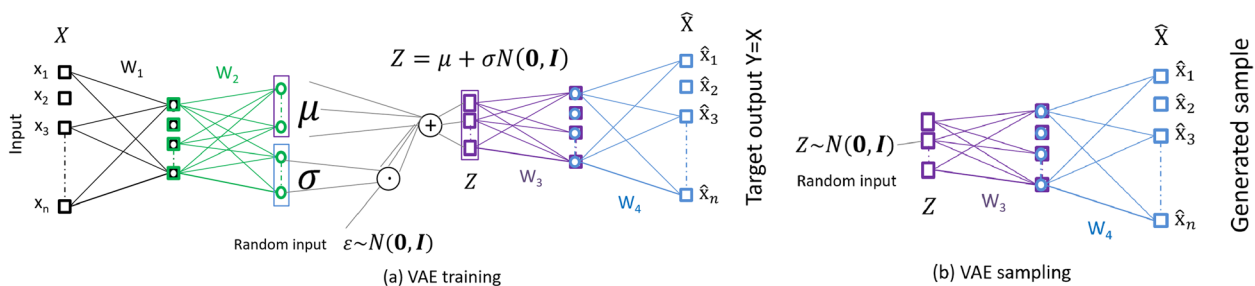 X
Input
x₁
x₂
x₃
xₙ
W₁
W₂
μ
σ
Random input ε~N(𝟎, 𝑰)
Z = μ + σN(𝟎, 𝑰)
+
·
Z
W₃
W₄
X̂
x̂₁
x̂₂
x̂₃
x̂ₙ
Target output Y=X
(a) VAE training
Z~N(𝟎, 𝑰)
Random input
Z
W₃
W₄
X̂
x̂₁
x̂₂
x̂₃
x̂ₙ
Generated sample
(b) VAE sampling